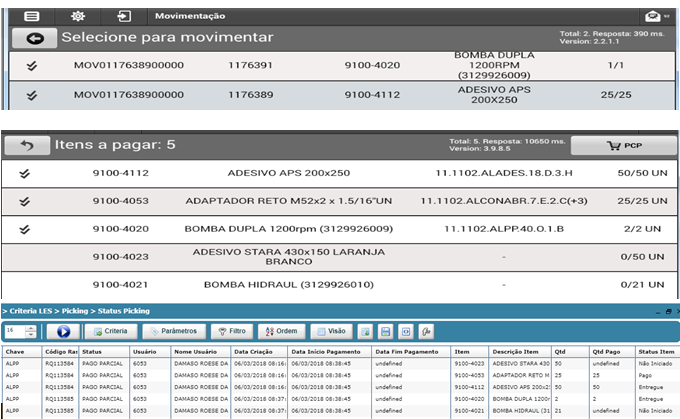 Movimentação
Selecione para movimentar
Total: 2. Resposta: 390 ms.
Version: 2.2.1.1
MOV0117638900000 1176391 9100-4020 BOMBA DUPLA 1200RPM (3129926009) 1/1
MOV0117638900000 1176389 9100-4112 ADESIVO APS 200X250 25/25
Itens a pagar: 5
Total: 5. Resposta: 10650 ms.
Version: 3.9.8.5
PCP
9100-4112 ADESIVO APS 200x250 11.1102.ALADES.18.D.3.H 50/50 UN
9100-4053 ADAPTADOR RETO M52x2 x 1.5/16"UN 11.1102.ALCONABR.7.E.2.C(+3) 25/25 UN
9100-4020 BOMBA DUPLA 1200rpm (3129926009) 11.1102.ALPP.40.O.1.B 2/2 UN
9100-4023 ADESIVO STARA 430x150 LARANJA BRANCO - 0/50 UN
9100-4021 BOMBA HIDRAUL (3129926010) - 0/21 UN
> Criteria LES > Picking > Status Picking
16 Criteria Parâmetros Filtro Ordem Visão
Chave Código Ras Status Usuário Nome Usuário Data Criação Data Início Pagamento Data Fim Pagamento Item Descrição Item Qtd Qtd Pago Status Item
ALPP RQ113584 PAGO PARCIAL 6053 DAMASO ROESE DA 06/03/2018 08:16: 06/03/2018 08:38:45 undefined 9100-4023 ADESIVO STARA 430 50 undefined Não Iniciado
ALPP RQ113584 PAGO PARCIAL 6053 DAMASO ROESE DA 06/03/2018 08:16: 06/03/2018 08:38:45 undefined 9100-4053 ADAPTADOR RETO M 25 25 Pago
ALPP RQ113584 PAGO PARCIAL 6053 DAMASO ROESE DA 06/03/2018 08:16: 06/03/2018 08:38:45 undefined 9100-4112 ADESIVO APS 200x2 50 50 Entregue
ALPP RQ113585 PAGO PARCIAL 6053 DAMASO ROESE DA 06/03/2018 08:37: 06/03/2018 08:38:45 undefined 9100-4020 BOMBA DUPLA 120 2 2 Entregue
ALPP RQ113585 PAGO PARCIAL 6053 DAMASO ROESE DA 06/03/2018 08:37: 06/03/2018 08:38:45 undefined 9100-4021 BOMBA HIDRAUL (31 21 undefined Não Iniciado